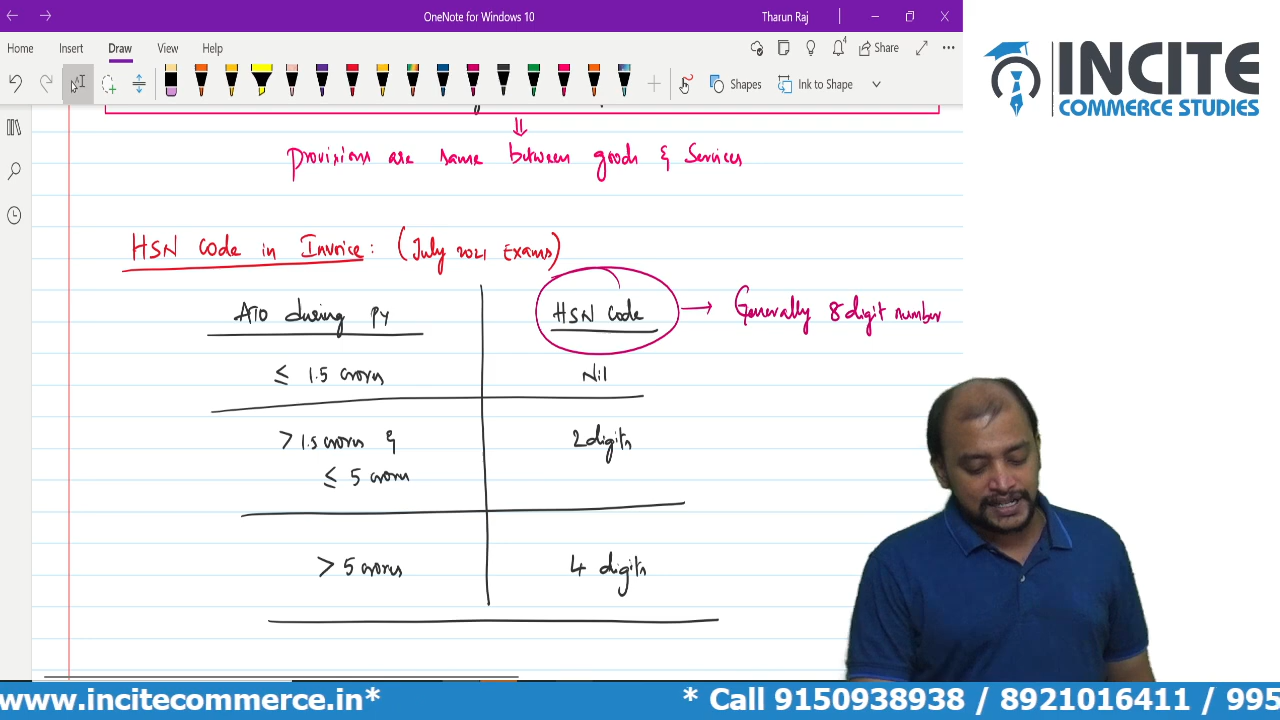 OneNote for Windows 10
Tharun Raj
INCITE
COMMERCE STUDIES
Home Insert Draw View Help
4 Share
Shapes Ink to Shape
provisions are same between goods & Services
HSN Code in Invoice: (July 2021 Exams)
ATO during PY HSN Code → Generally 8 digit number
≤ 1.5 crores Nil
> 1.5 crores & 2 digits
≤ 5 crores
> 5 crores 4 digits
www.incitecommerce.in* * Call 9150938938 / 8921016411 / 995